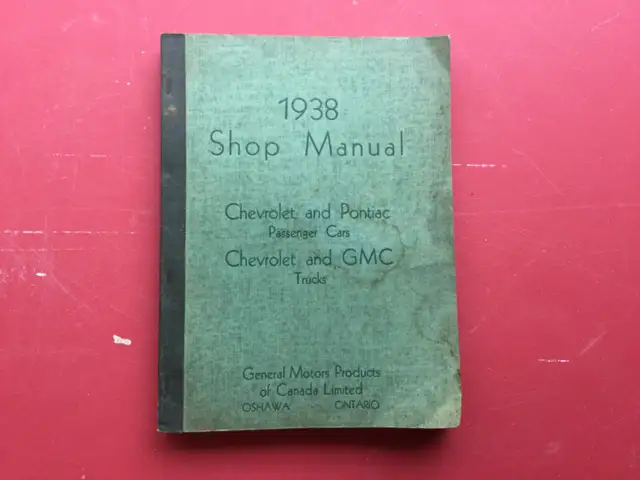 1938
Shop Manual
Chevrolet and Pontiac
Passenger Cars
Chevrolet and GMC
Trucks
General Motors Products
of Canada Limited
OSHAWA ONTARIO